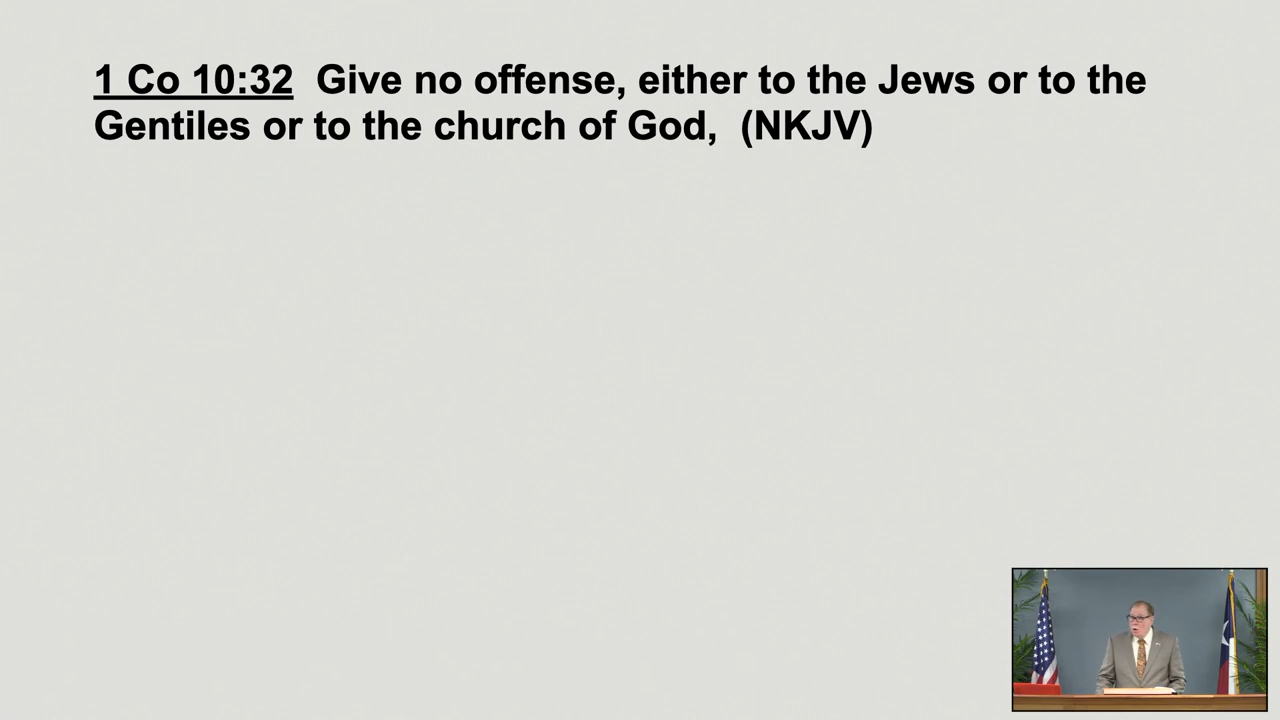 1 Co 10:32  Give no offense, either to the Jews or to the
Gentiles or to the church of God,  (NKJV)